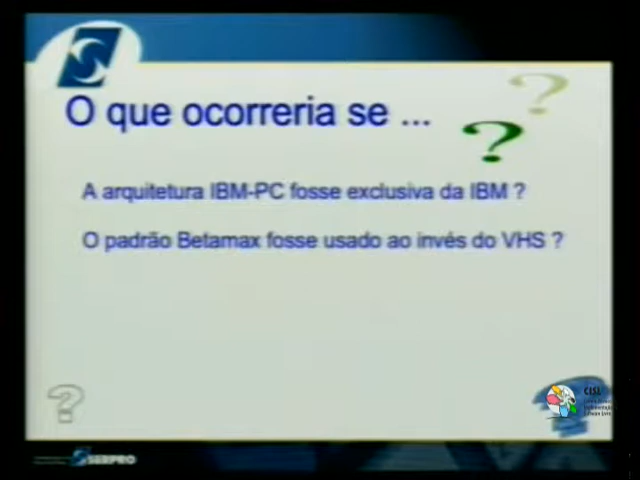 O que ocorreria se ...
A arquitetura IBM-PC fosse exclusiva da IBM ?
O padrão Betamax fosse usado ao invés do VHS ?
CISL
SERPRO